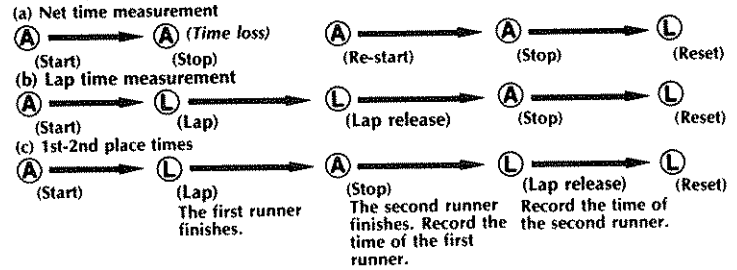 (a) Net time measurement
A A (Time loss) A A L
(Start) (Stop) (Re-start) (Stop) (Reset)
(b) Lap time measurement
A L L A L
(Start) (Lap) (Lap release) (Stop) (Reset)
(c) 1st-2nd place times
A L A L L
(Start) (Lap) (Stop) (Lap release) (Reset)
The first runner finishes.
The second runner finishes. Record the time of the first runner.
Record the time of the second runner.